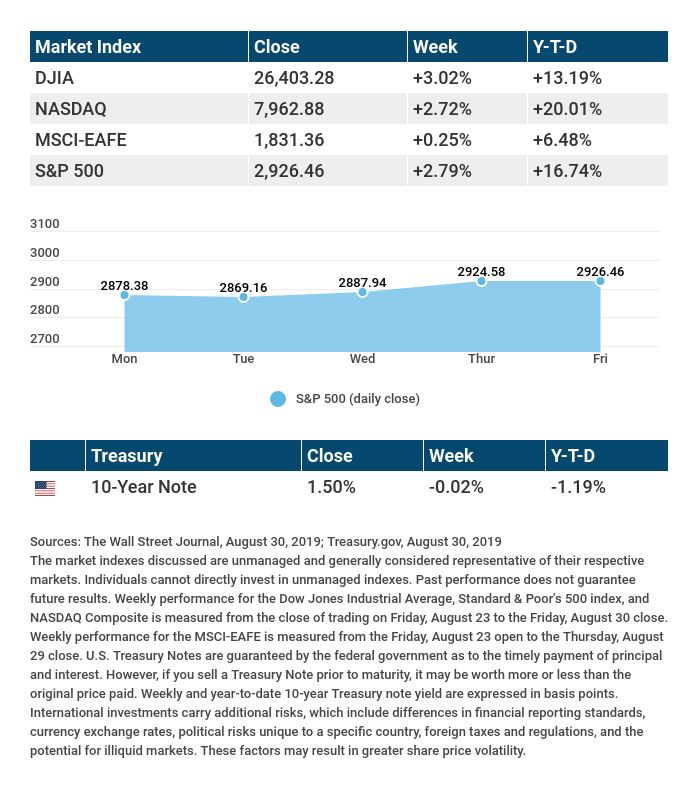 Market Index Close Week Y-T-D
DJIA 26,403.28 +3.02% +13.19%
NASDAQ 7,962.88 +2.72% +20.01%
MSCI-EAFE 1,831.36 +0.25% +6.48%
S&P 500 2,926.46 +2.79% +16.74%
3100
3000
2900
2800
2700
2878.38 2869.16 2887.94 2924.58 2926.46
Mon Tue Wed Thur Fri
S&P 500 (daily close)
Treasury Close Week Y-T-D
10-Year Note 1.50% -0.02% -1.19%
Sources: The Wall Street Journal, August 30, 2019; Treasury.gov, August 30, 2019
The market indexes discussed are unmanaged and generally considered representative of their respective
markets. Individuals cannot directly invest in unmanaged indexes. Past performance does not guarantee
future results. Weekly performance for the Dow Jones Industrial Average, Standard & Poor's 500 index, and
NASDAQ Composite is measured from the close of trading on Friday, August 23 to the Friday, August 30 close.
Weekly performance for the MSCI-EAFE is measured from the Friday, August 23 open to the Thursday, August
29 close. U.S. Treasury Notes are guaranteed by the federal government as to the timely payment of principal
and interest. However, if you sell a Treasury Note prior to maturity, it may be worth more or less than the
original price paid. Weekly and year-to-date 10-year Treasury note yield are expressed in basis points.
International investments carry additional risks, which include differences in financial reporting standards,
currency exchange rates, political risks unique to a specific country, foreign taxes and regulations, and the
potential for illiquid markets. These factors may result in greater share price volatility.